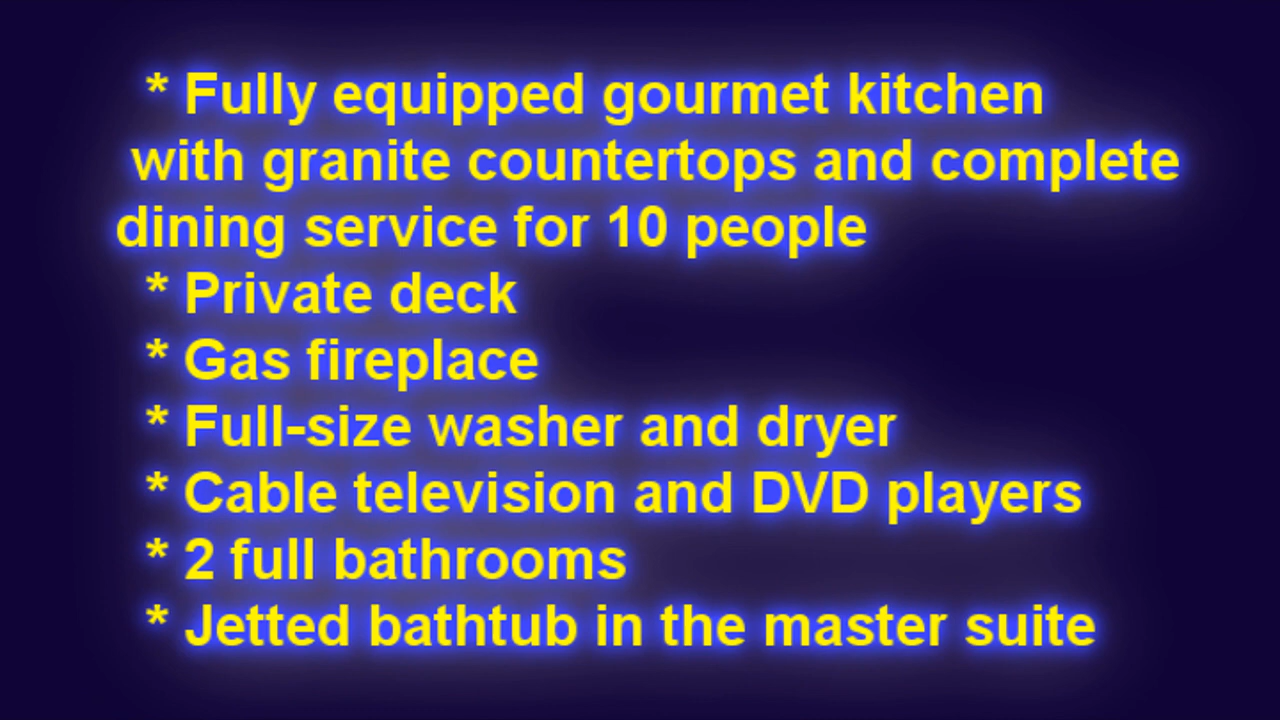 * Fully equipped gourmet kitchen
with granite countertops and complete
dining service for 10 people
* Private deck
* Gas fireplace
* Full-size washer and dryer
* Cable television and DVD players
* 2 full bathrooms
* Jetted bathtub in the master suite